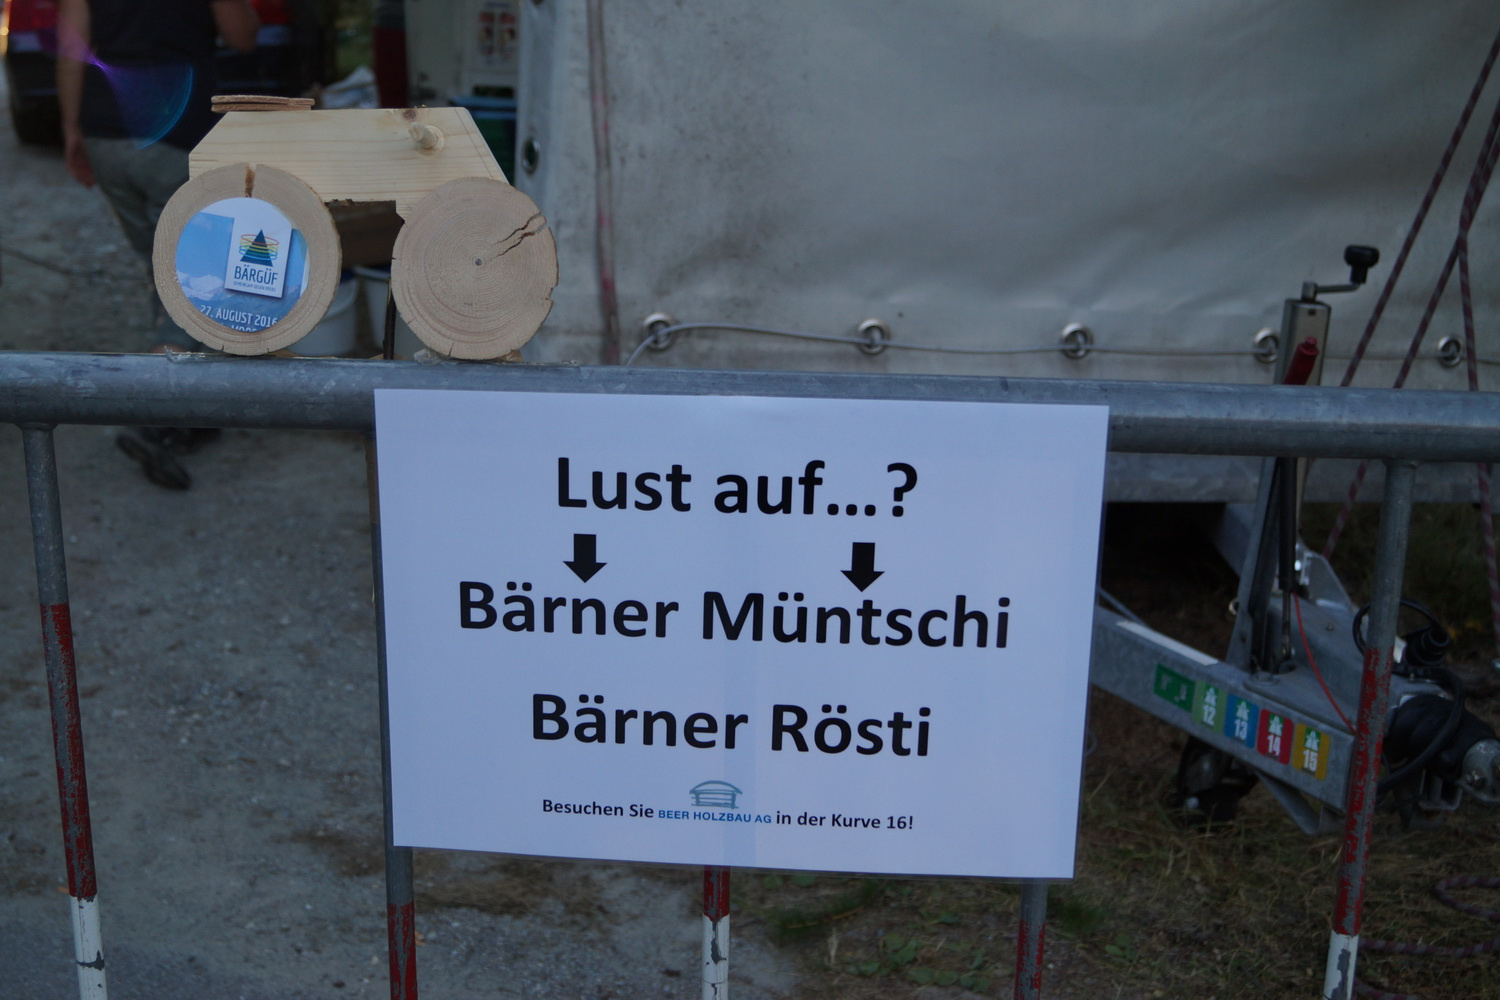 BÄRGÜF
27. AUGUST 2016
Lust auf...?
Bärner Müntschi
Bärner Rösti
Besuchen Sie BEER HOLZBAU AG in der Kurve 16!
12
13
14
15